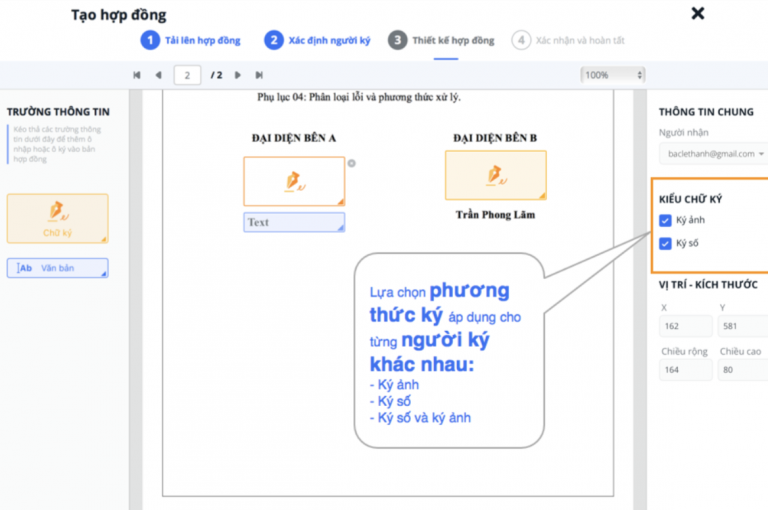 Tạo hợp đồng
1 Tải lên hợp đồng 2 Xác định người ký 3 Thiết kế hợp đồng 4 Xác nhận và hoàn tất
2 / 2 100%
TRƯỜNG THÔNG TIN
Kéo thả các trường thông
tin dưới đây để thêm ô
nhập hoặc ô ký vào bản
hợp đồng
Chữ ký
Ab Văn bản
Phụ lục 04: Phân loại lỗi và phương thức xử lý.
ĐẠI DIỆN BÊN A ĐẠI DIỆN BÊN B
Text
Trần Phong Lãm
Lựa chọn phương
thức ký áp dụng cho
từng người ký
khác nhau:
- Ký ảnh
- Ký số
- Ký số và ký ảnh
THÔNG TIN CHUNG
Người nhận
baclethanh@gmail.com
KIỂU CHỮ KÝ
Ký ảnh
Ký số
VỊ TRÍ - KÍCH THƯỚC
X Y
162 581
Chiều rộng Chiều cao
164 80